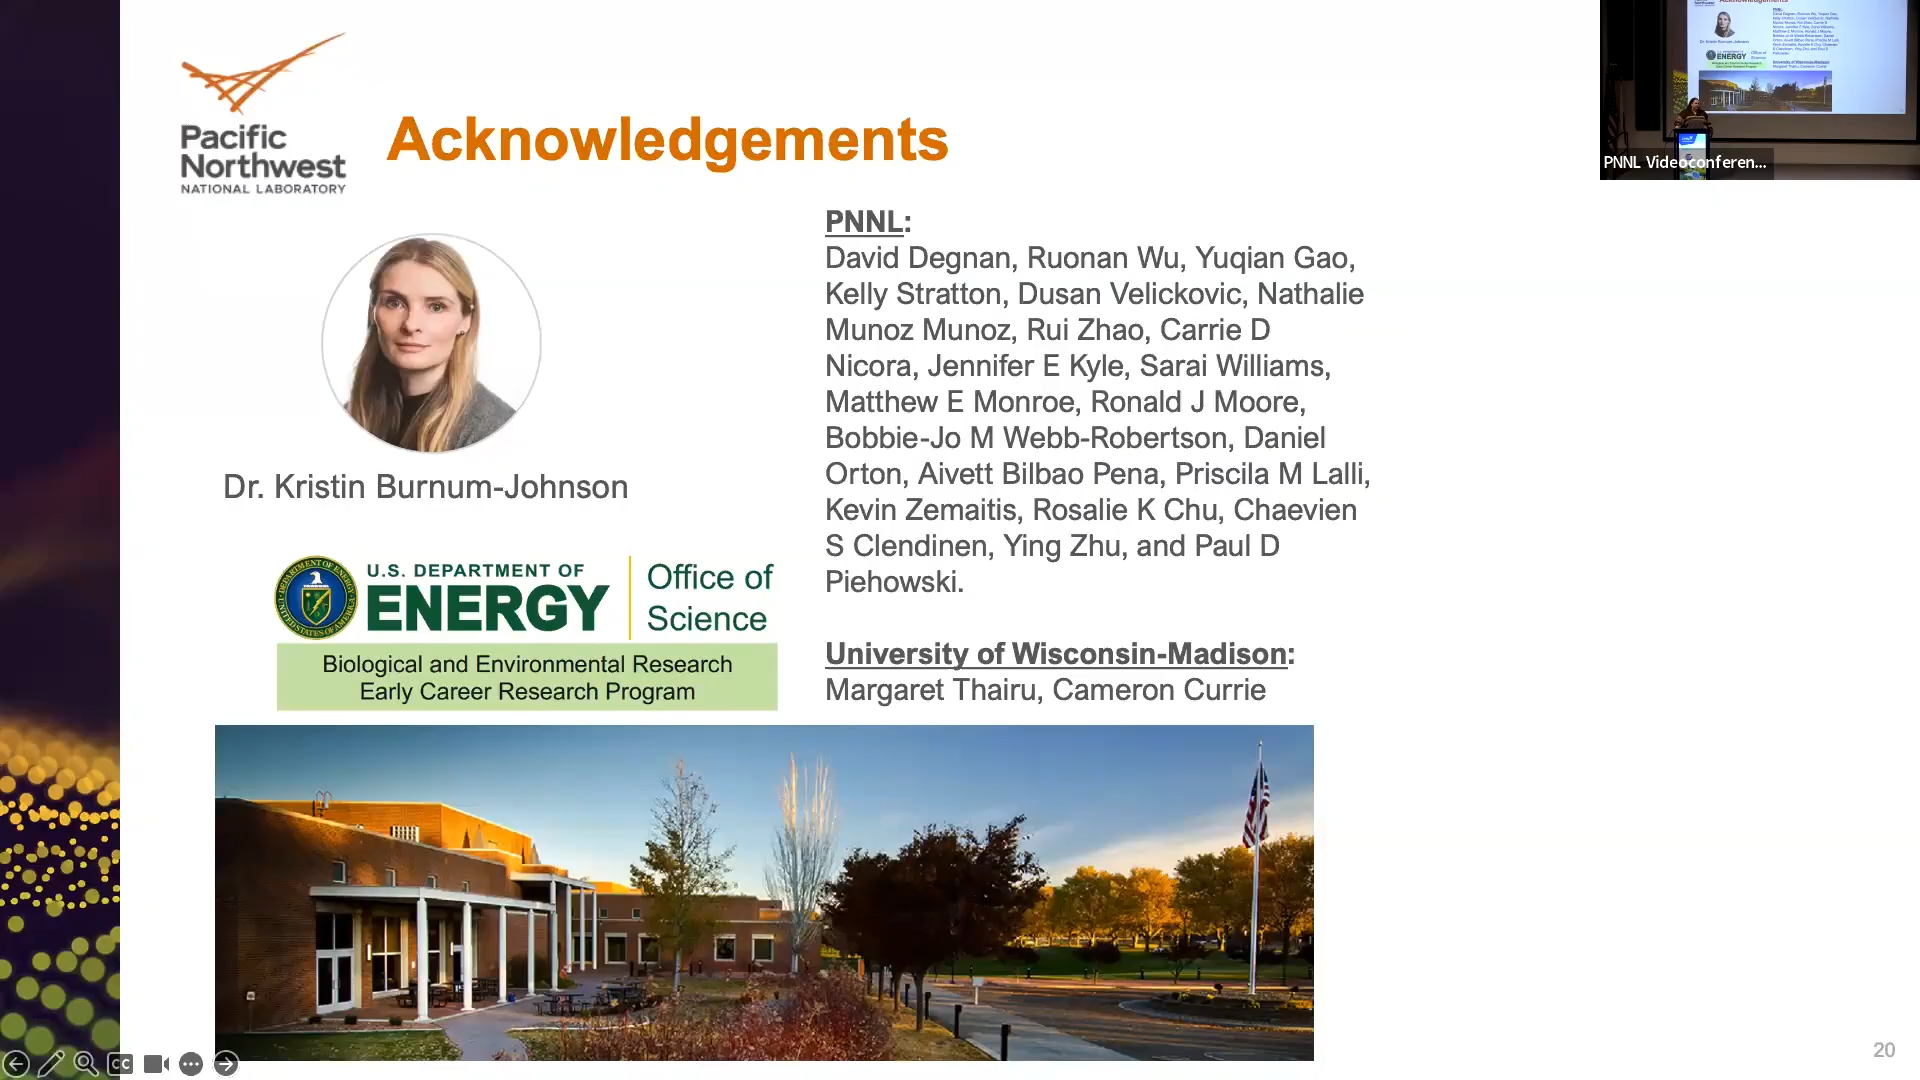 Pacific
Northwest
NATIONAL LABORATORY
Acknowledgements
Dr. Kristin Burnum-Johnson
U.S. DEPARTMENT OF
ENERGY
Office of
Science
Biological and Environmental Research
Early Career Research Program
PNNL:
David Degnan, Ruonan Wu, Yuqian Gao,
Kelly Stratton, Dusan Velickovic, Nathalie
Munoz Munoz, Rui Zhao, Carrie D
Nicora, Jennifer E Kyle, Sarai Williams,
Matthew E Monroe, Ronald J Moore,
Bobbie-Jo M Webb-Robertson, Daniel
Orton, Aivett Bilbao Pena, Priscila M Lalli,
Kevin Zemaitis, Rosalie K Chu, Chaevien
S Clendinen, Ying Zhu, and Paul D
Piehowski.
University of Wisconsin-Madison:
Margaret Thairu, Cameron Currie
PNNL Videoconferen...
CC
20